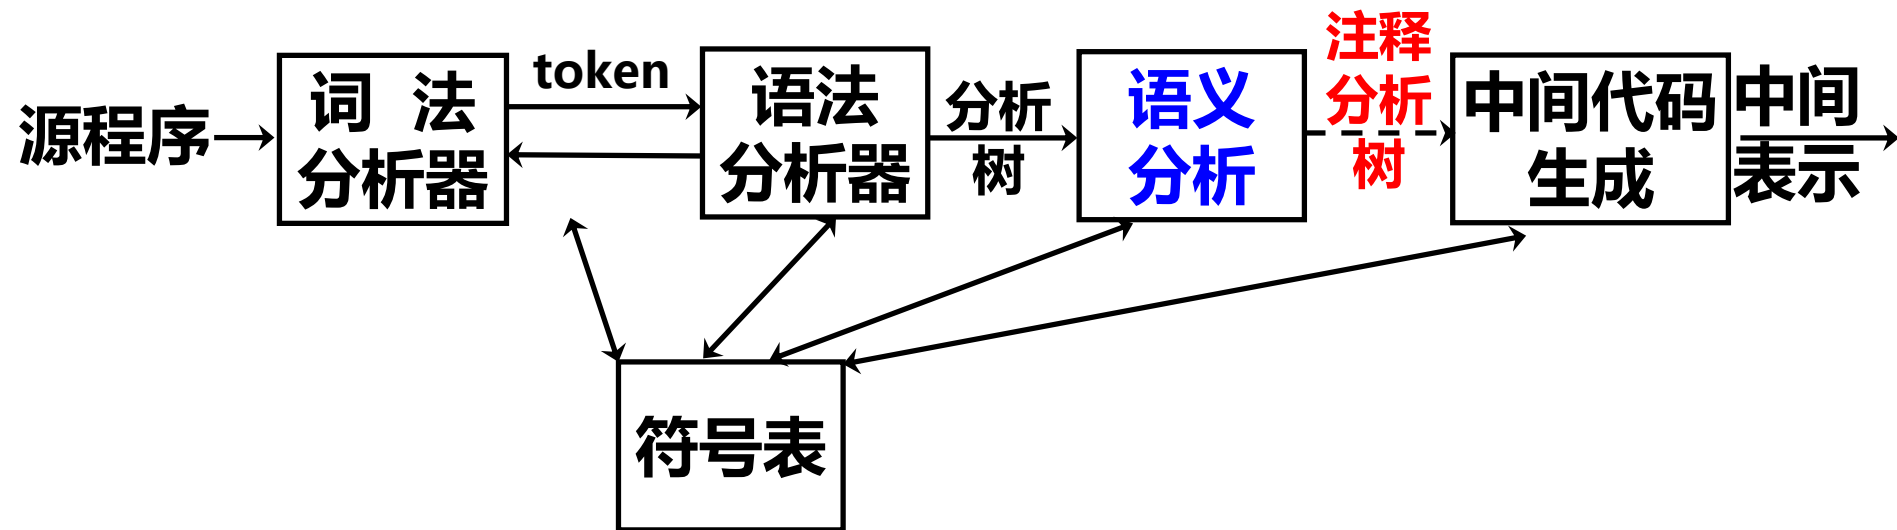 源程序
词 法
分析器
token
语法
分析器
分析
树
语义
分析
注释
分析
树
中间代码
生成
中间
表示
符号表